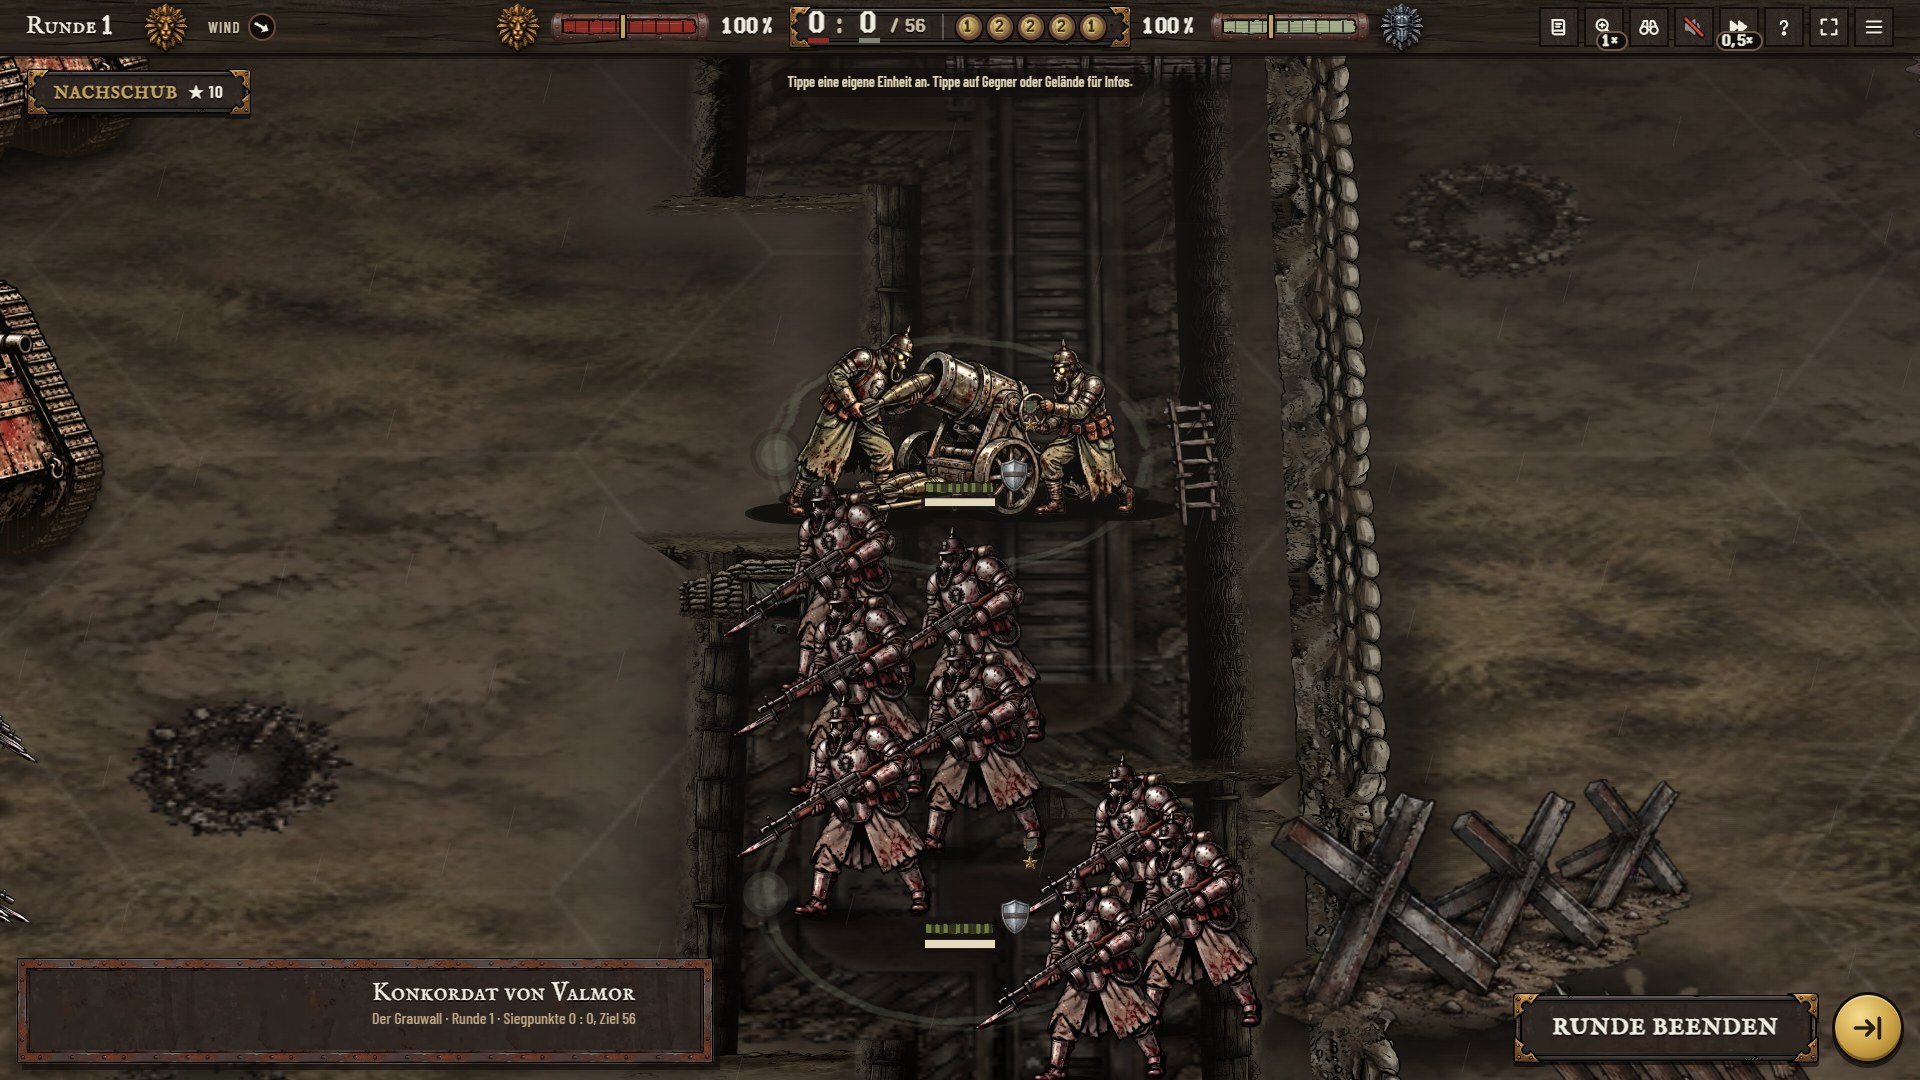 RUNDE 1
WIND
100 %
0 : 0 / 56
1 2 2 2 1
100 %
1×
0,5×
?
NACHSCHUB ★ 10
Tippe eine eigene Einheit an. Tippe auf Gegner oder Gelände für Infos.
KONKORDAT VON VALMOR
Der Grauwall · Runde 1 · Siegpunkte 0 : 0, Ziel 56
RUNDE BEENDEN